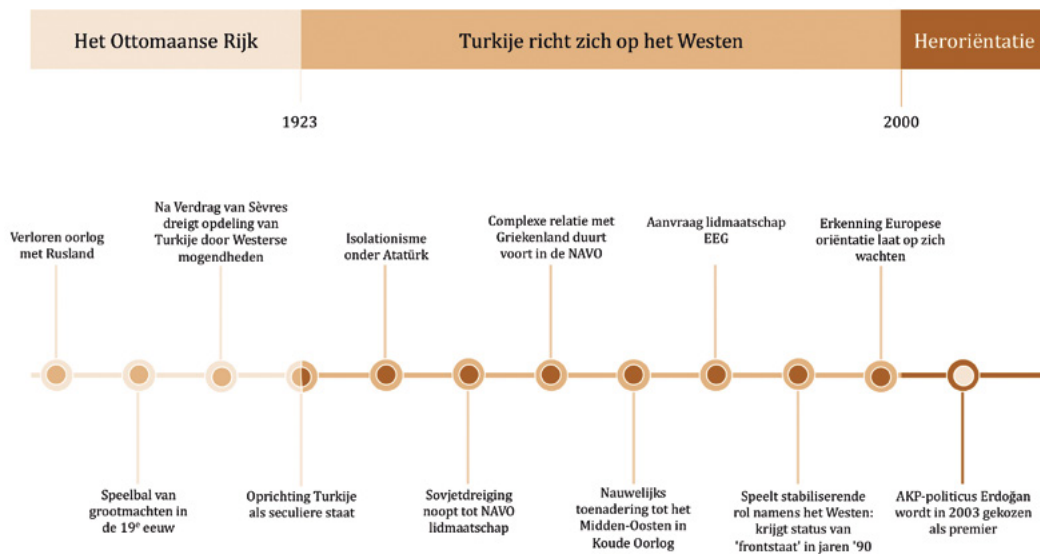 Het Ottomaanse Rijk
Turkije richt zich op het Westen
Heroriëntatie
1923
2000
Verloren oorlog
met Rusland
Na Verdrag van Sèvres
dreigt opdeling van
Turkije door Westerse
mogendheden
Isolationisme
onder Atatürk
Complexe relatie met
Griekenland duurt
voort in de NAVO
Aanvraag lidmaatschap
EEG
Erkenning Europese
oriëntatie laat op zich
wachten
Speelbal van
grootmachten in
de 19e eeuw
Oprichting Turkije
als seculiere staat
Sovjetdreiging
noopt tot NAVO
lidmaatschap
Nauwelijks
toenadering tot het
Midden-Oosten in
Koude Oorlog
Speelt stabiliserende
rol namens het Westen:
krijgt status van
'frontstaat' in jaren '90
AKP-politicus Erdoğan
wordt in 2003 gekozen
als premier